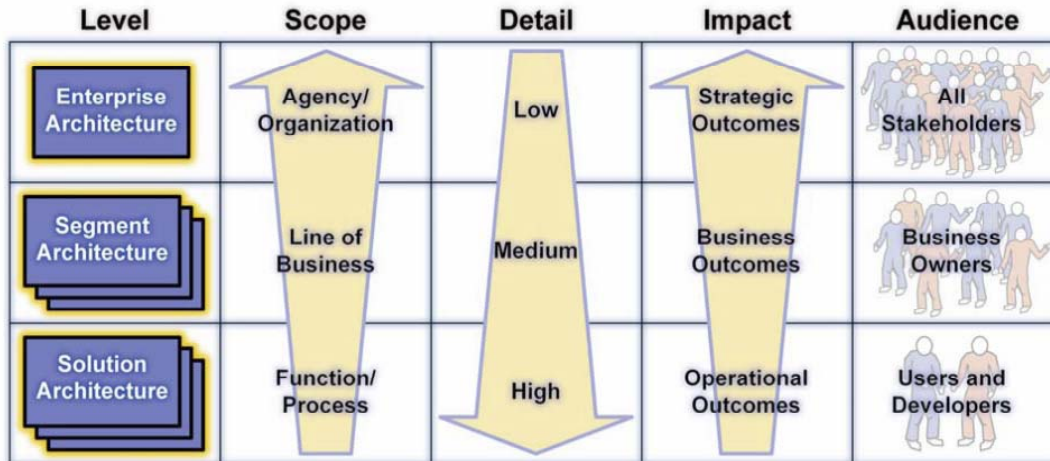 Level Scope Detail Impact Audience
Enterprise
Architecture
Agency/
Organization
Low
Strategic
Outcomes
All
Stakeholders
Segment
Architecture
Line of
Business
Medium
Business
Outcomes
Business
Owners
Solution
Architecture
Function/
Process
High
Operational
Outcomes
Users and
Developers